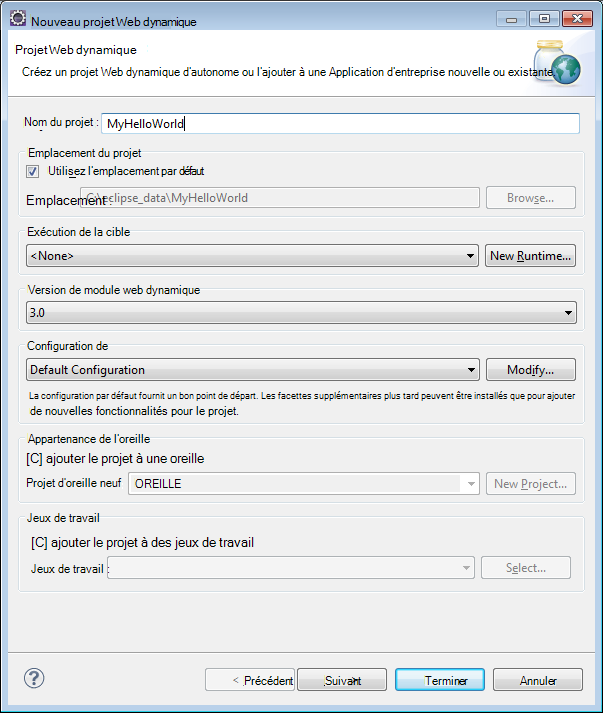 Nouveau projet Web dynamique
Projet Web dynamique
Créez un projet Web dynamique d'autonome ou l'ajouter à une Application d'entreprise nouvelle ou existante.
Nom du projet : MyHelloWorld
Emplacement du projet
Utilisez l'emplacement par défaut
Emplacement : C:\eclipse_data\MyHelloWorld Browse...
Exécution de la cible
<None> New Runtime...
Version de module web dynamique
3.0
Configuration de
Default Configuration Modify...
La configuration par défaut fournit un bon point de départ. Les facettes supplémentaires plus tard peuvent être installés que pour ajouter
de nouvelles fonctionnalités pour le projet.
Appartenance de l'oreille
[C] ajouter le projet à une oreille
Projet d'oreille neuf OREILLE New Project...
Jeux de travail
[C] ajouter le projet à des jeux de travail
Jeux de travail : Select...
? < Précédent Suivant > Terminer Annuler